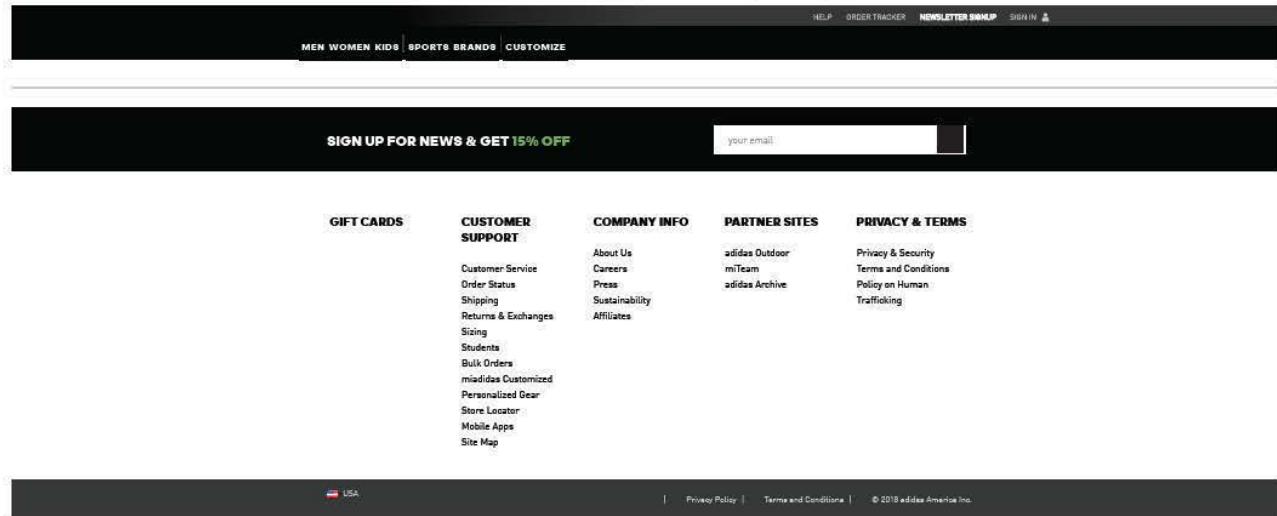 HELP ORDER TRACKER NEWSLETTER SIGNUP SIGN IN
MEN WOMEN KIDS SPORTS BRANDS CUSTOMIZE
SIGN UP FOR NEWS & GET 15% OFF
your email
GIFT CARDS
CUSTOMER
SUPPORT
Customer Service
Order Status
Shipping
Returns & Exchanges
Sizing
Students
Bulk Orders
miadidas Customized
Personalized Gear
Store Locator
Mobile Apps
Site Map
COMPANY INFO
About Us
Careers
Press
Sustainability
Affiliates
PARTNER SITES
adidas Outdoor
miTeam
adidas Archive
PRIVACY & TERMS
Privacy & Security
Terms and Conditions
Policy on Human
Trafficking
USA
| Privacy Policy | Terms and Conditions | © 2018 adidas America Inc.